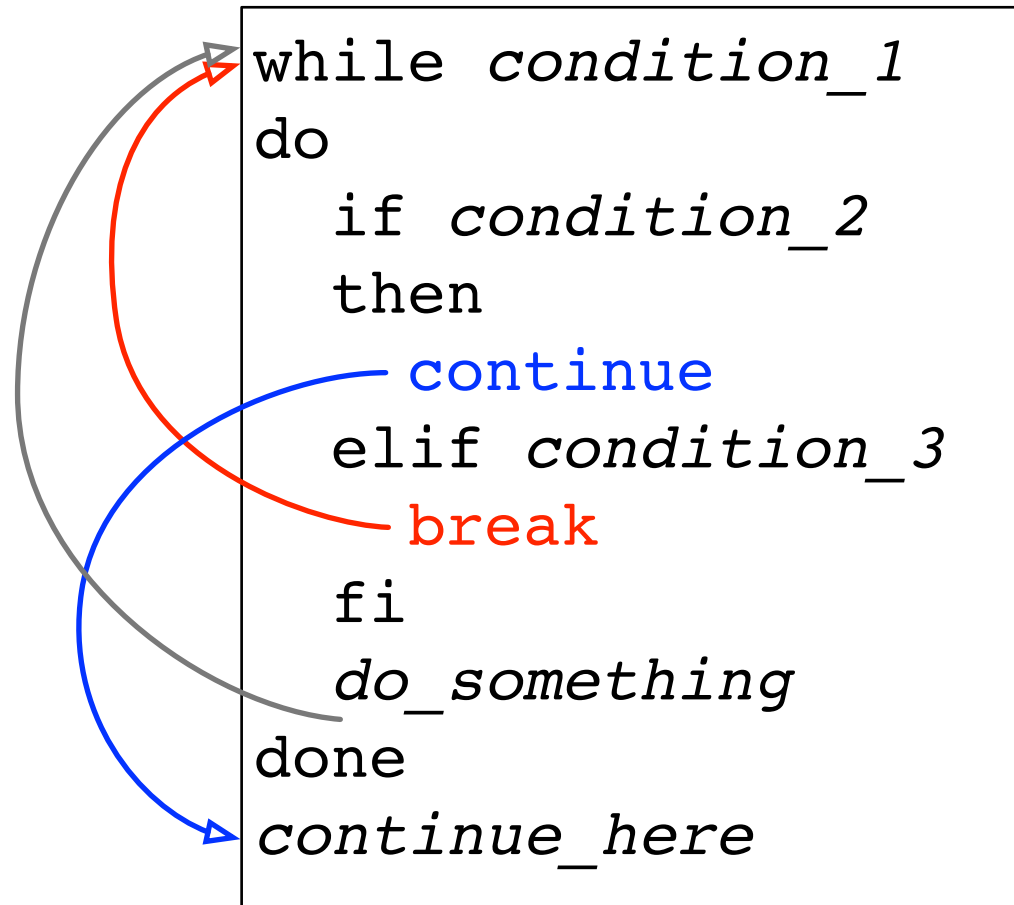 while condition_1
do
if condition_2
then
continue
elif condition_3
break
fi
do_something
done
continue_here